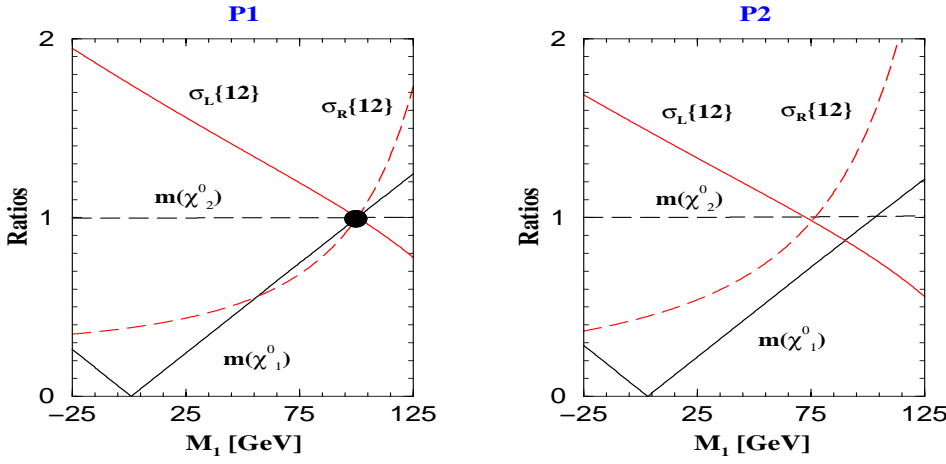 P1
2
σL{12}
σR{12}
m(χ⁰₂)
1
Ratios
m(χ⁰₁)
0
−25 25 75 125
M₁ [GeV]
P2
2
σL{12}
σR{12}
m(χ⁰₂)
1
Ratios
m(χ⁰₁)
0
−25 25 75 125
M₁ [GeV]